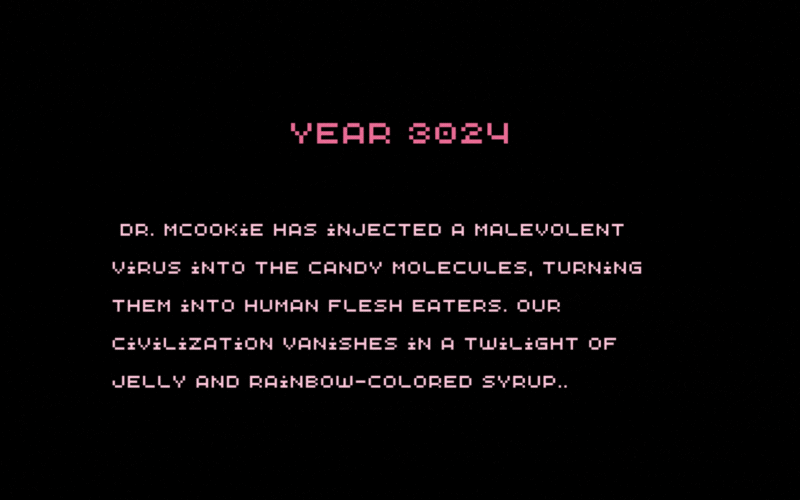 YEAR 3024
DR. MCOOKiE HAS iNJECTED A MALEVOLENT
ViRUS iNTO THE CANDY MOLECULES, TURNiNG
THEM iNTO HUMAN FLESH EATERS. OUR
CiViLiZATiON VANiSHES iN A TWiLiGHT OF
JELLY AND RAiNBOW-COLORED SYRUP..